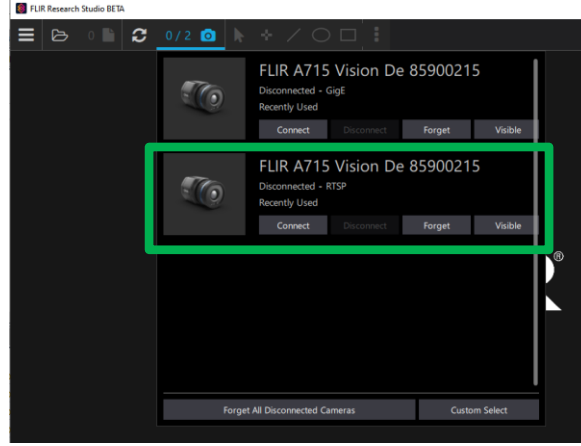 FLIR Research Studio BETA
0 0 / 2
FLIR A715 Vision De 85900215
Disconnected - GigE
Recently Used
Connect Disconnect Forget Visible
FLIR A715 Vision De 85900215
Disconnected - RTSP
Recently Used
Connect Disconnect Forget Visible
®
Forget All Disconnected Cameras Custom Select